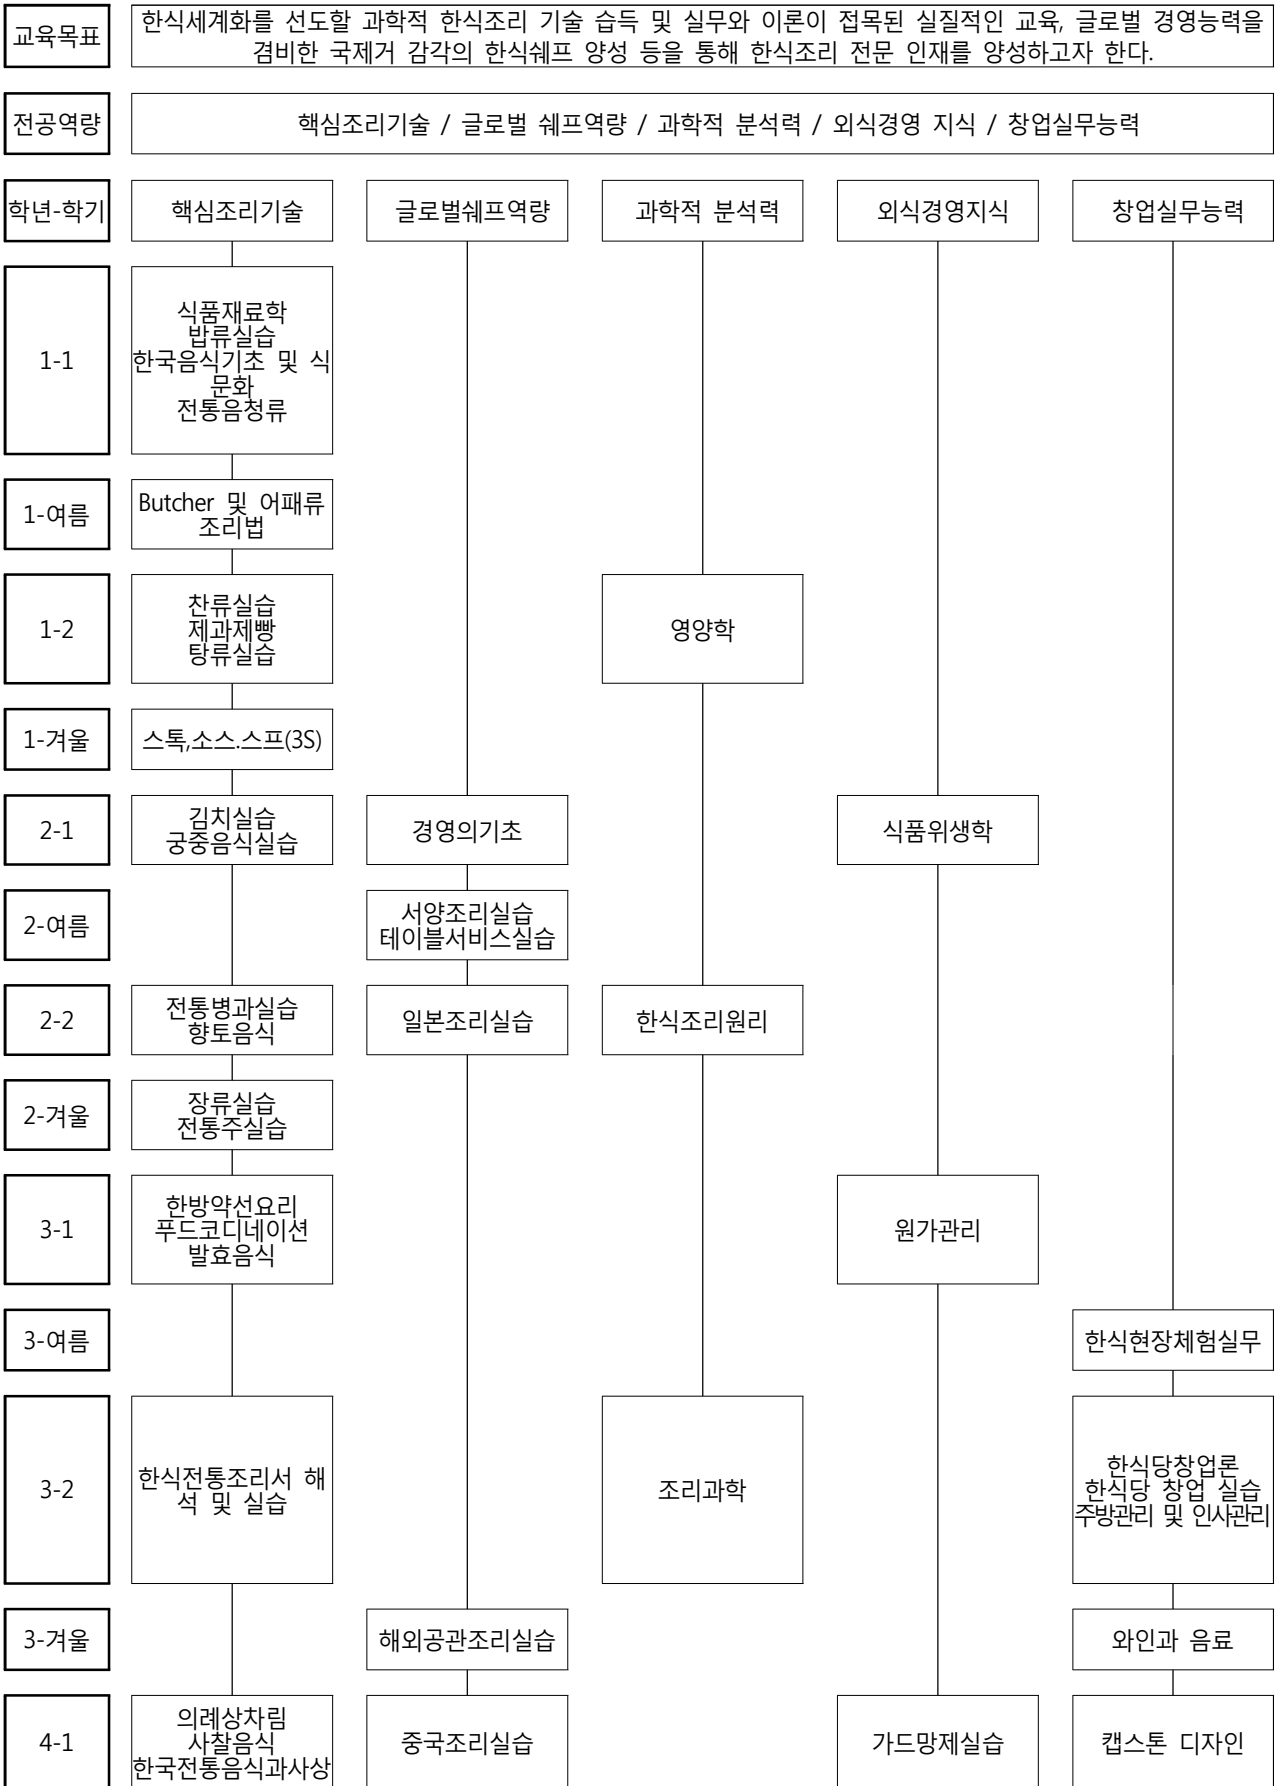 교육목표
한식세계화를 선도할 과학적 한식조리 기술 습득 및 실무와 이론이 접목된 실질적인 교육, 글로벌 경영능력을
겸비한 국제거 감각의 한식쉐프 양성 등을 통해 한식조리 전문 인재를 양성하고자 한다.
전공역량
핵심조리기술 / 글로벌 쉐프역량 / 과학적 분석력 / 외식경영 지식 / 창업실무능력
학년-학기
핵심조리기술
글로벌쉐프역량
과학적 분석력
외식경영지식
창업실무능력
1-1
식품재료학
밥류실습
한국음식기초 및 식
문화
전통음청류
1-여름
Butcher 및 어패류
조리법
1-2
찬류실습
제과제빵
탕류실습
영양학
1-겨울
스톡,소스.스프(3S)
2-1
김치실습
궁중음식실습
경영의기초
식품위생학
2-여름
서양조리실습
테이블서비스실습
2-2
전통병과실습
향토음식
일본조리실습
한식조리원리
2-겨울
장류실습
전통주실습
3-1
한방약선요리
푸드코디네이션
발효음식
원가관리
3-여름
한식현장체험실무
3-2
한식전통조리서 해
석 및 실습
조리과학
한식당창업론
한식당 창업 실습
주방관리 및 인사관리
3-겨울
해외공관조리실습
와인과 음료
4-1
의례상차림
사찰음식
한국전통음식과사상
중국조리실습
가드망제실습
캡스톤 디자인